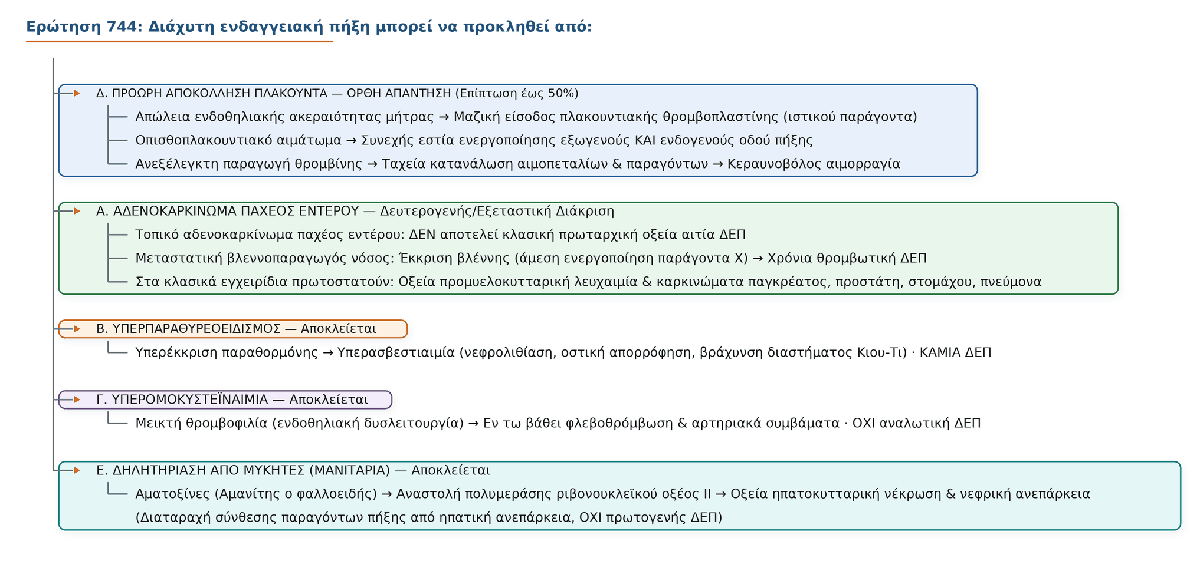 Ερώτηση 744: Διάχυτη ενδαγγειακή πήξη μπορεί να προκληθεί από:
Δ. ΠΡΟΩΡΗ ΑΠΟΚΟΛΛΗΣΗ ΠΛΑΚΟΥΝΤΑ — ΟΡΘΗ ΑΠΑΝΤΗΣΗ (Επίπτωση έως 50%)
Απώλεια ενδοθηλιακής ακεραιότητας μήτρας → Μαζική είσοδος πλακουντιακής θρομβοπλαστίνης (ιστικού παράγοντα)
Οπισθοπλακουντιακό αιμάτωμα → Συνεχής εστία ενεργοποίησης εξωγενούς ΚΑΙ ενδογενούς οδού πήξης
Ανεξέλεγκτη παραγωγή θρομβίνης → Ταχεία κατανάλωση αιμοπεταλίων & παραγόντων → Κεραυνοβόλος αιμορραγία
Α. ΑΔΕΝΟΚΑΡΚΙΝΩΜΑ ΠΑΧΕΟΣ ΕΝΤΕΡΟΥ — Δευτερογενής/Εξεταστική Διάκριση
Τοπικό αδενοκαρκίνωμα παχέος εντέρου: ΔΕΝ αποτελεί κλασική πρωταρχική οξεία αιτία ΔΕΠ
Μεταστατική βλεννοπαραγωγός νόσος: Έκκριση βλέννης (άμεση ενεργοποίηση παράγοντα Χ) → Χρόνια θρομβωτική ΔΕΠ
Στα κλασικά εγχειρίδια πρωτοστατούν: Οξεία προμυελοκυτταρική λευχαιμία & καρκινώματα παγκρέατος, προστάτη, στομάχου, πνεύμονα
Β. ΥΠΕΡΠΑΡΑΘΥΡΕΟΕΙΔΙΣΜΟΣ — Αποκλείεται
Υπερέκκριση παραθορμόνης → Υπερασβεστιαιμία (νεφρολιθίαση, οστική απορρόφηση, βράχυνση διαστήματος Κιου-Τι) · ΚΑΜΙΑ ΔΕΠ
Γ. ΥΠΕΡΟΜΟΚΥΣΤΕΪΝΑΙΜΙΑ — Αποκλείεται
Μεικτή θρομβοφιλία (ενδοθηλιακή δυσλειτουργία) → Εν τω βάθει φλεβοθρόμβωση & αρτηριακά συμβάματα · ΟΧΙ αναλωτική ΔΕΠ
Ε. ΔΗΛΗΤΗΡΙΑΣΗ ΑΠΟ ΜΥΚΗΤΕΣ (ΜΑΝΙΤΑΡΙΑ) — Αποκλείεται
Αματοξίνες (Αμανίτης ο φαλλοειδής) → Αναστολή πολυμεράσης ριβονουκλεϊκού οξέος ΙΙ → Οξεία ηπατοκυτταρική νέκρωση & νεφρική ανεπάρκεια
(Διαταραχή σύνθεσης παραγόντων πήξης από ηπατική ανεπάρκεια, ΟΧΙ πρωτογενής ΔΕΠ)